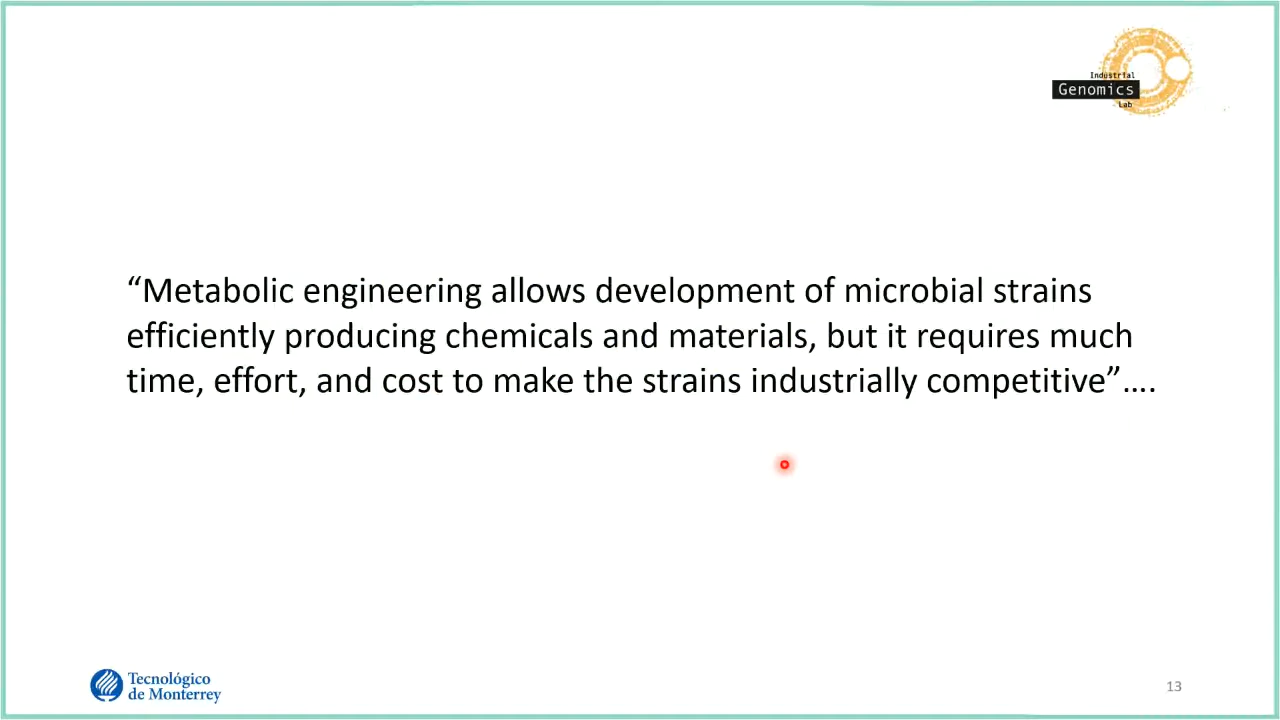 Industrial
Genomics
Lab
“Metabolic engineering allows development of microbial strains
efficiently producing chemicals and materials, but it requires much
time, effort, and cost to make the strains industrially competitive”….
Tecnológico
de Monterrey
13